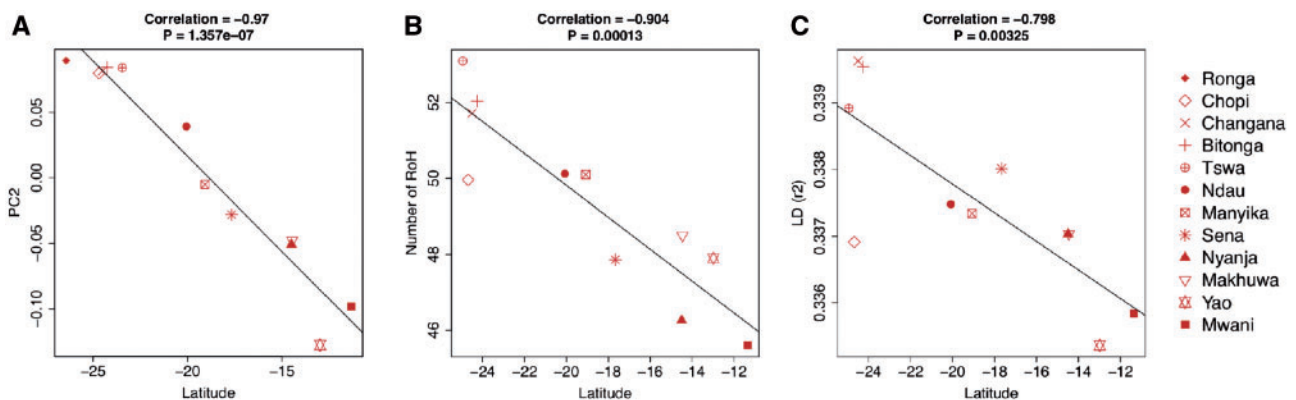 A
Correlation = −0.97
P = 1.357e−07
PC2
0.05
0.00
−0.05
−0.10
−25
−20
−15
Latitude
B
Correlation = −0.904
P = 0.00013
Number of RoH
52
50
48
46
−24
−22
−20
−18
−16
−14
−12
Latitude
C
Correlation = −0.798
P = 0.00325
LD (r2)
0.339
0.338
0.337
0.336
−24
−22
−20
−18
−16
−14
−12
Latitude
Ronga
Chopi
Changana
Bitonga
Tswa
Ndau
Manyika
Sena
Nyanja
Makhuwa
Yao
Mwani